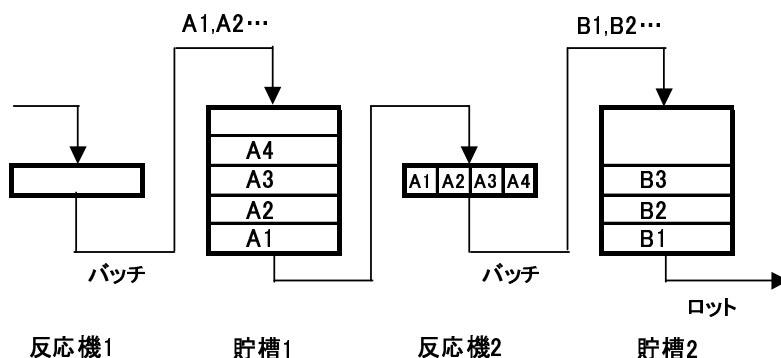 A1,A2…
B1,B2…
A4
A3
A2
A1
A1 A2 A3 A4
B3
B2
B1
バッチ
バッチ
ロット
反応機1
貯槽1
反応機2
貯槽2